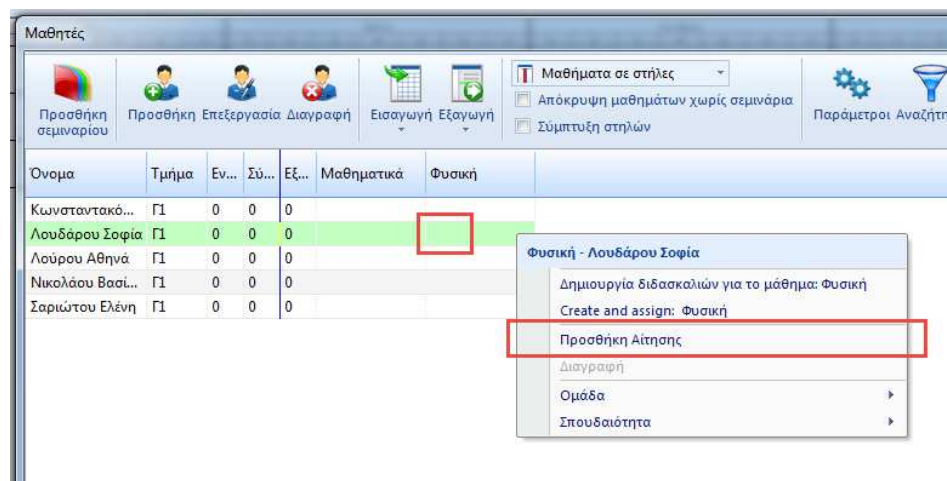 Μαθητές
Προσθήκη σεμιναρίου
Προσθήκη
Επεξεργασία
Διαγραφή
Εισαγωγή
Εξαγωγή
Μαθήματα σε στήλες
Απόκρυψη μαθημάτων χωρίς σεμινάρια
Σύμπτυξη στηλών
Παράμετροι
Αναζήτη
Όνομα Τμήμα Εν... Σύ... Εξ... Μαθηματικά Φυσική
Κωνσταντακό... Γ1 0 0 0
Λουδάρου Σοφία Γ1 0 0 0
Λούρου Αθηνά Γ1 0 0 0
Νικολάου Βασί... Γ1 0 0 0
Σαριώτου Ελένη Γ1 0 0 0
Φυσική - Λουδάρου Σοφία
Δημιουργία διδασκαλιών για το μάθημα: Φυσική
Create and assign: Φυσική
Προσθήκη Αίτησης
Διαγραφή
Ομάδα
Σπουδαιότητα